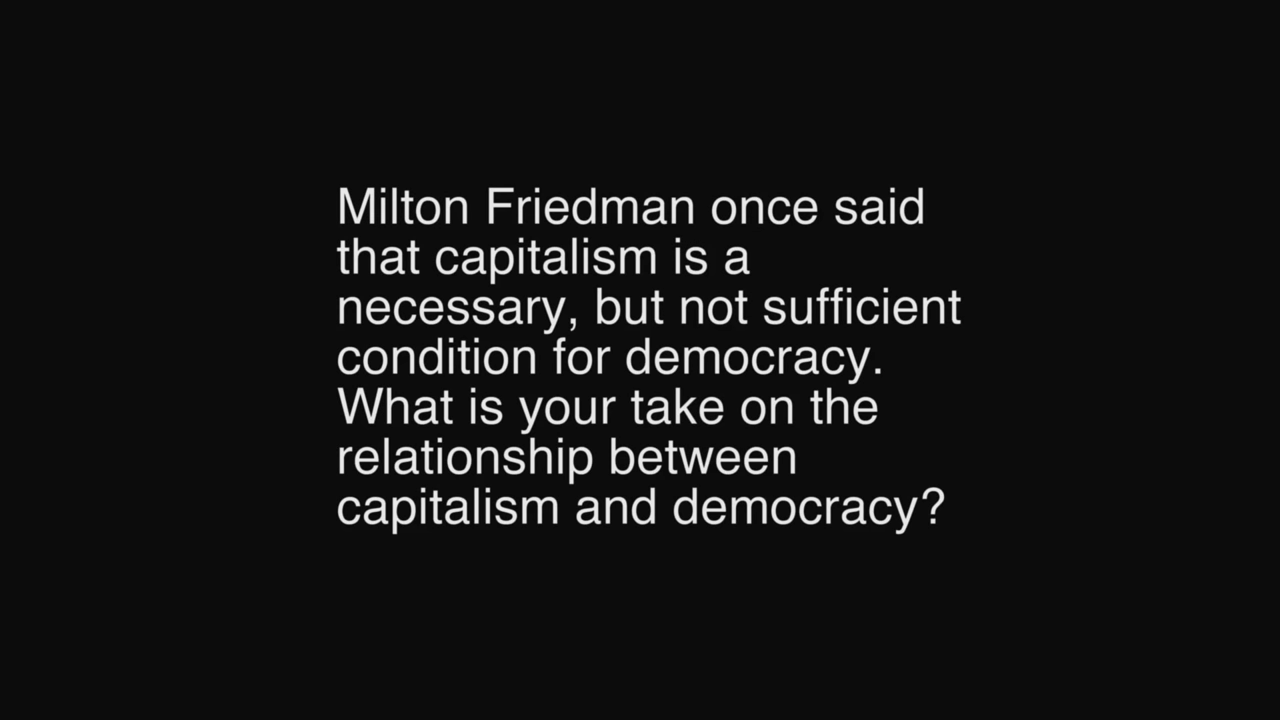 Milton Friedman once said
that capitalism is a
necessary, but not sufficient
condition for democracy.
What is your take on the
relationship between
capitalism and democracy?